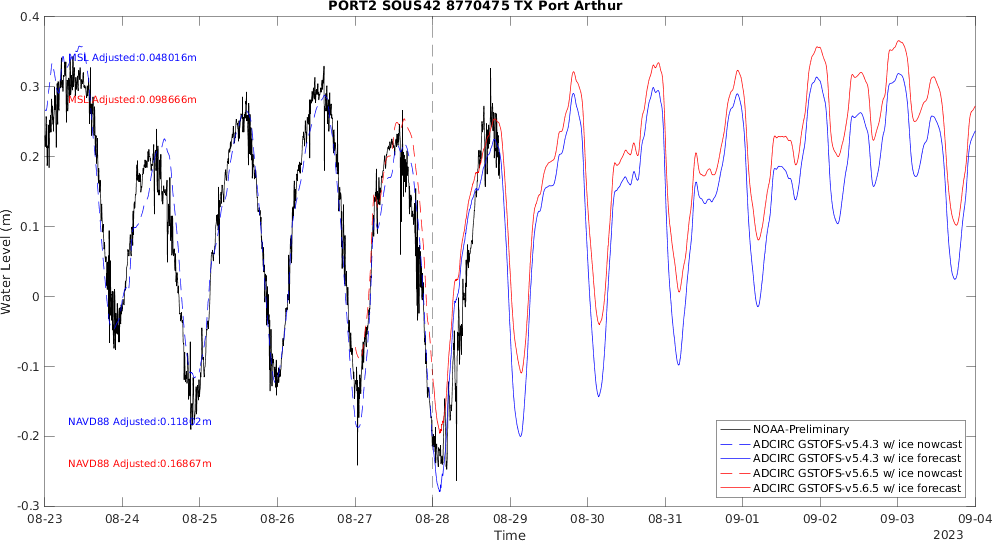 PORT2 SOUS42 8770475 TX Port Arthur
0.4
0.3
0.2
0.1
0
-0.1
-0.2
-0.3
Water Level (m)
MSL Adjusted:0.048016m
MSL Adjusted:0.098666m
NAVD88 Adjusted:0.11802m
NAVD88 Adjusted:0.16867m
NOAA-Preliminary
ADCIRC GSTOFS-v5.4.3 w/ ice nowcast
ADCIRC GSTOFS-v5.4.3 w/ ice forecast
ADCIRC GSTOFS-v5.6.5 w/ ice nowcast
ADCIRC GSTOFS-v5.6.5 w/ ice forecast
08-23 08-24 08-25 08-26 08-27 08-28 08-29 08-30 08-31 09-01 09-02 09-03 09-04
Time
2023